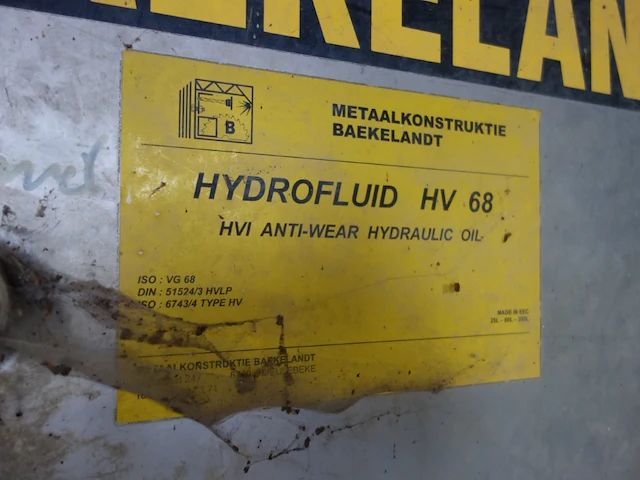 METAALKONSTRUKTIE
BAEKELANDT
B
HYDROFLUID HV 68
HVI ANTI-WEAR HYDRAULIC OIL
ISO : VG 68
DIN : 51524/3 HVLP
ISO : 6743/4 TYPE HV
MADE IN EEC
METAALKONSTRUKTIE BAEKELANDT